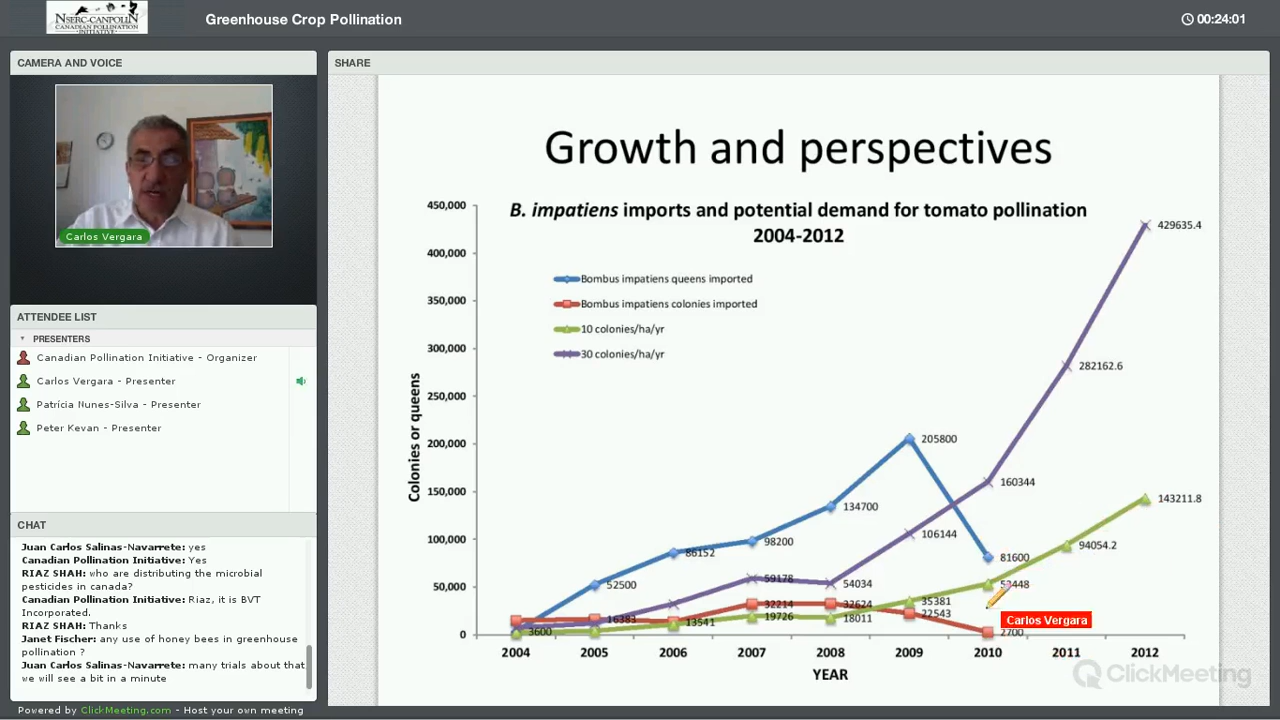 NSERC-CANPOLIN
CANADIAN POLLINATION
INITIATIVE
Greenhouse Crop Pollination
00:24:01
CAMERA AND VOICE
Carlos Vergara
ATTENDEE LIST
PRESENTERS
Canadian Pollination Initiative - Organizer
Carlos Vergara - Presenter
Patrícia Nunes-Silva - Presenter
Peter Kevan - Presenter
CHAT
Juan Carlos Salinas-Navarrete: yes
Canadian Pollination Initiative: Yes
RIAZ SHAH: who are distributing the microbial
pesticides in canada?
Canadian Pollination Initiative: Riaz, it is BVT
Incorporated.
RIAZ SHAH: Thanks
Janet Fischer: any use of honey bees in greenhouse
pollination ?
Juan Carlos Salinas-Navarrete: many trials about that
we will see a bit in a minute
Powered by ClickMeeting.com - Host your own meeting
SHARE
Growth and perspectives
B. impatiens imports and potential demand for tomato pollination
2004-2012
Bombus impatiens queens imported
Bombus impatiens colonies imported
10 colonies/ha/yr
30 colonies/ha/yr
Colonies or queens
450,000
400,000
350,000
300,000
250,000
200,000
150,000
100,000
50,000
0
429635.4
282162.6
205800
160344
143211.8
134700
106144
98200
94054.2
86152
81600
59178
54034
53448
52500
35381
32214
32624
22543
19726
18011
16383
13541
3600
2700
Carlos Vergara
2004 2005 2006 2007 2008 2009 2010 2011 2012
YEAR
ClickMeeting